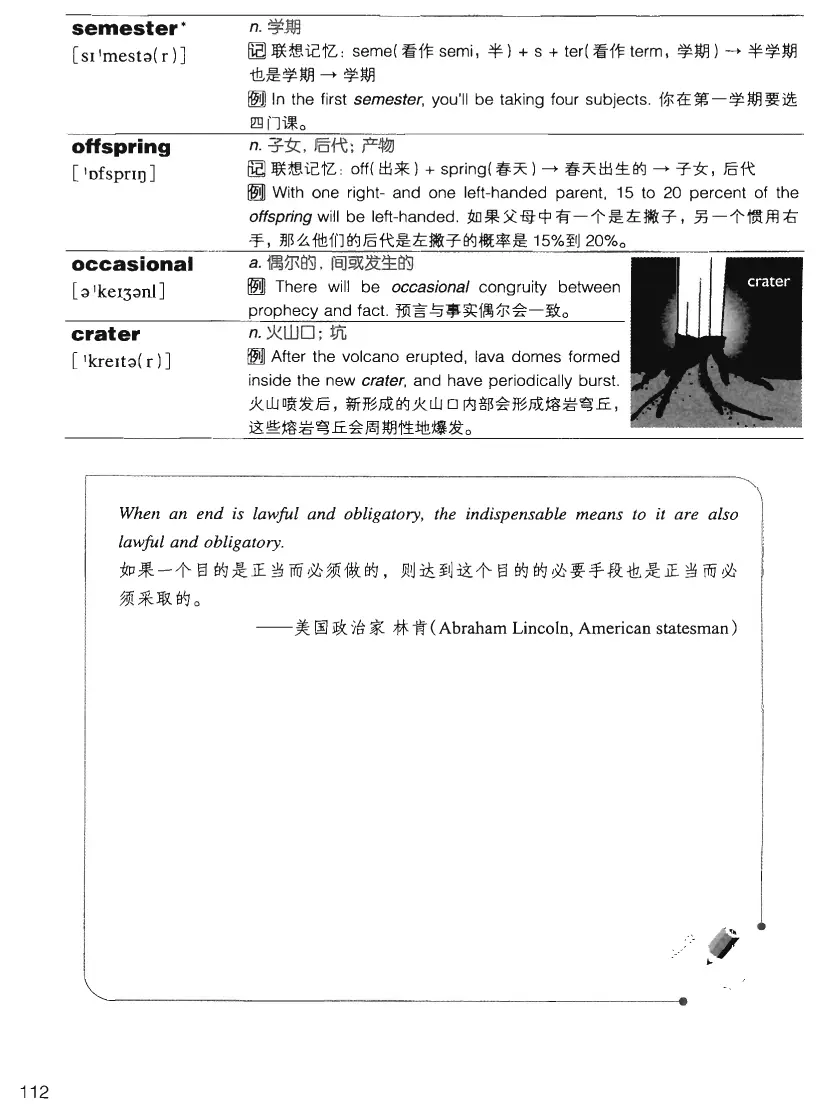 semester*
[sɪˈmestə(r)]
n. 学期
记 联想记忆: seme(看作 semi, 半) + s + ter(看作 term, 学期) → 半学期
也是学期 → 学期
例 In the first semester, you'll be taking four subjects. 你在第一学期要选
四门课。
offspring
[ˈɒfsprɪŋ]
n. 子女, 后代; 产物
记 联想记忆: off(出来) + spring(春天) → 春天出生的 → 子女, 后代
例 With one right- and one left-handed parent, 15 to 20 percent of the
offspring will be left-handed. 如果父母中有一个是左撇子, 另一个惯用右
手, 那么他们的后代是左撇子的概率是 15%到 20%。
occasional
[əˈkeɪʒənl]
a. 偶尔的, 间或发生的
例 There will be occasional congruity between
prophecy and fact. 预言与事实偶尔会一致。
crater
[ˈkreɪtə(r)]
n. 火山口; 坑
例 After the volcano erupted, lava domes formed
inside the new crater, and have periodically burst.
火山喷发后, 新形成的火山口内部会形成熔岩穹丘,
这些熔岩穹丘会周期性地爆发。
crater
When an end is lawful and obligatory, the indispensable means to it are also
lawful and obligatory.
如果一个目的是正当而必须做的, 则达到这个目的的必要手段也是正当而必
须采取的。
——美国政治家 林肯(Abraham Lincoln, American statesman)
112